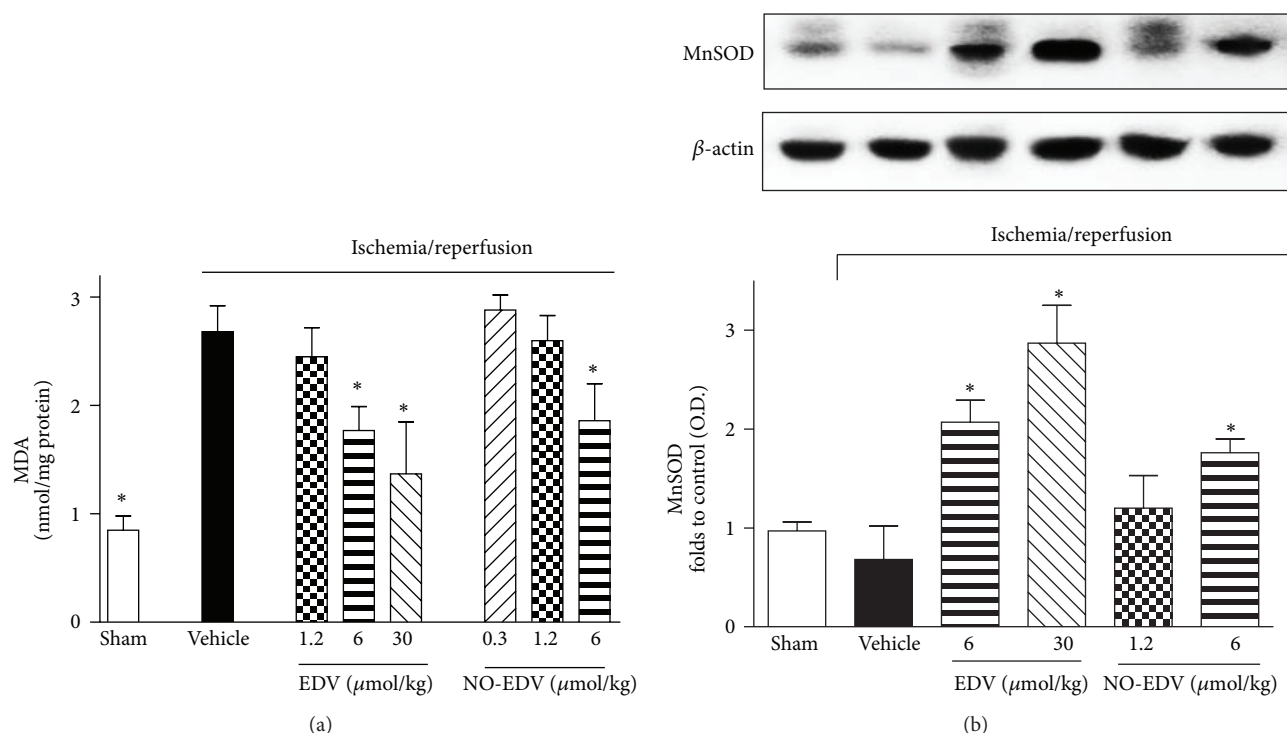 MnSOD
β-actin
Ischemia/reperfusion
3
2
1
0
MDA
(nmol/mg protein)
*
*
*
*
Sham
Vehicle
1.2
6
30
0.3
1.2
6
EDV (μmol/kg)
NO-EDV (μmol/kg)
(a)
Ischemia/reperfusion
3
2
1
0
MnSOD
folds to control (O.D.)
*
*
*
Sham
Vehicle
6
30
1.2
6
EDV (μmol/kg)
NO-EDV (μmol/kg)
(b)